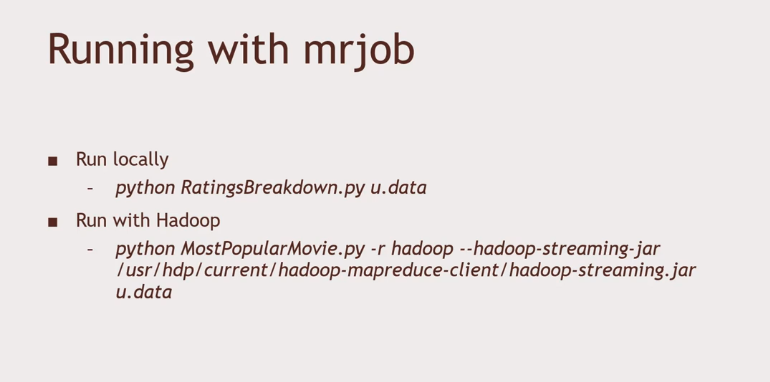 Running with mrjob
■ Run locally
– python RatingsBreakdown.py u.data
■ Run with Hadoop
– python MostPopularMovie.py -r hadoop --hadoop-streaming-jar
/usr/hdp/current/hadoop-mapreduce-client/hadoop-streaming.jar
u.data